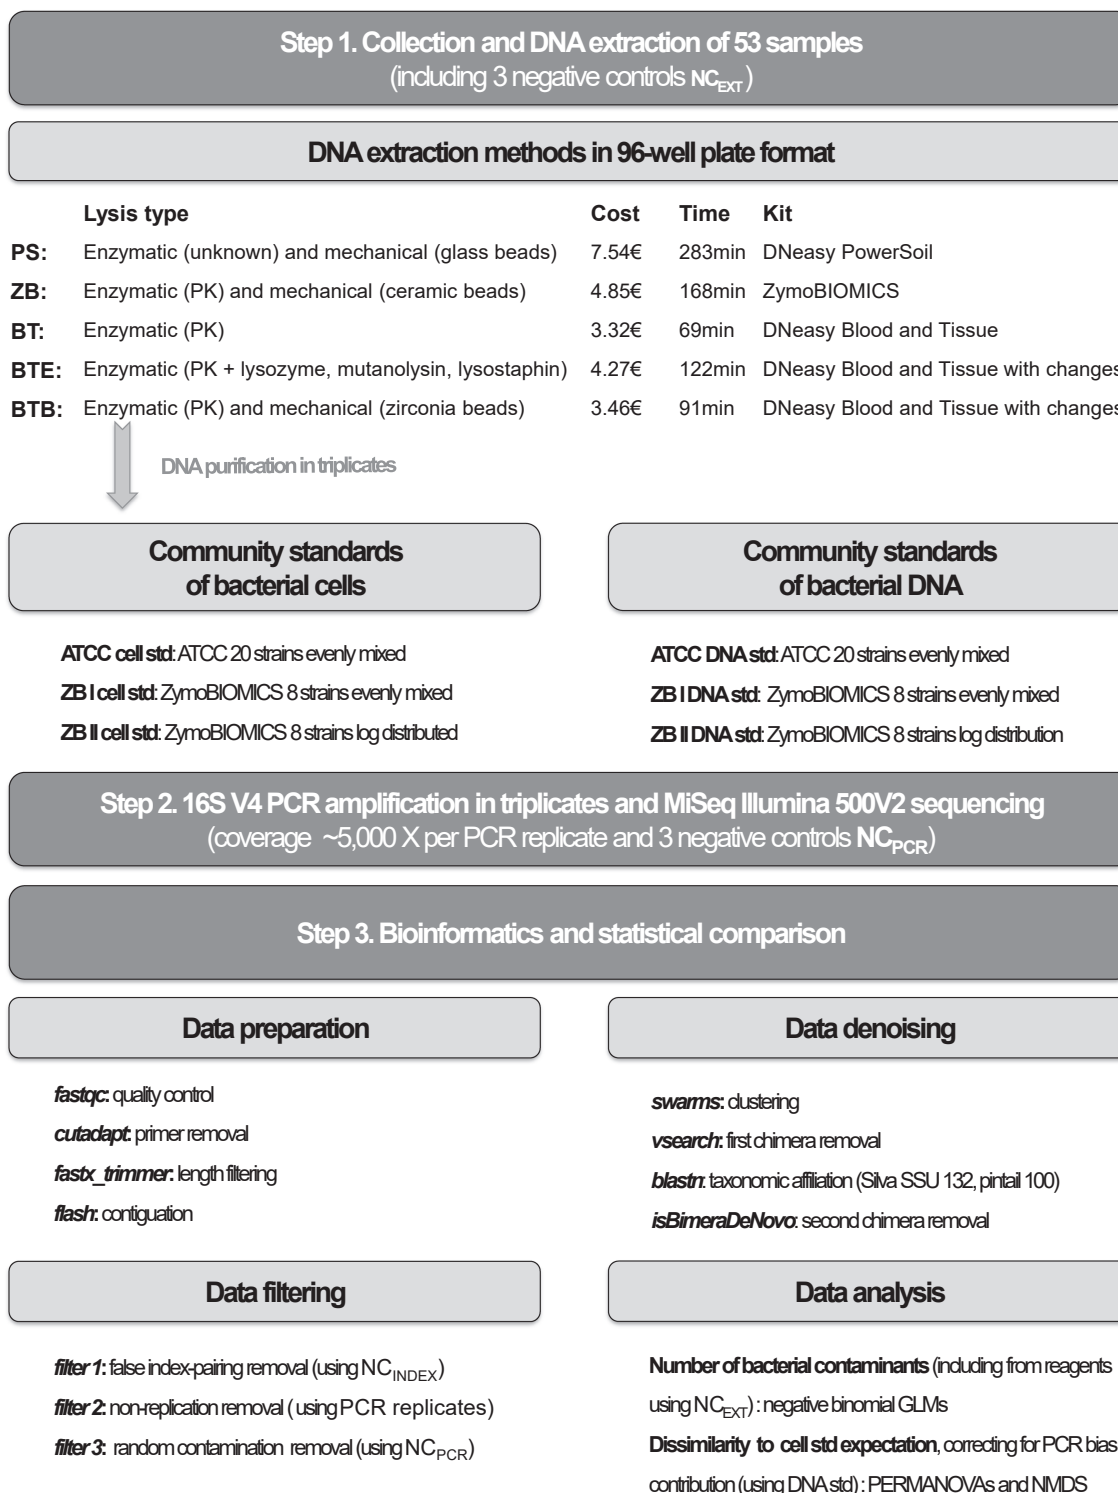 Step 1. Collection and DNA extraction of 53 samples
(including 3 negative controls NC_EXT)
DNA extraction methods in 96-well plate format
Lysis type Cost Time Kit
PS: Enzymatic (unknown) and mechanical (glass beads) 7.54€ 283min DNeasy PowerSoil
ZB: Enzymatic (PK) and mechanical (ceramic beads) 4.85€ 168min ZymoBIOMICS
BT: Enzymatic (PK) 3.32€ 69min DNeasy Blood and Tissue
BTE: Enzymatic (PK + lysozyme, mutanolysin, lysostaphin) 4.27€ 122min DNeasy Blood and Tissue with changes
BTB: Enzymatic (PK) and mechanical (zirconia beads) 3.46€ 91min DNeasy Blood and Tissue with changes
DNA purification in triplicates
Community standards
of bacterial cells
ATCC cell std: ATCC 20 strains evenly mixed
ZB I cell std: ZymoBIOMICS 8 strains evenly mixed
ZB II cell std: ZymoBIOMICS 8 strains log distributed
Community standards
of bacterial DNA
ATCC DNA std: ATCC 20 strains evenly mixed
ZB I DNA std: ZymoBIOMICS 8 strains evenly mixed
ZB II DNA std: ZymoBIOMICS 8 strains log distribution
Step 2. 16S V4 PCR amplification in triplicates and MiSeq Illumina 500V2 sequencing
(coverage ~5,000 X per PCR replicate and 3 negative controls NC_PCR)
Step 3. Bioinformatics and statistical comparison
Data preparation
fastqc: quality control
cutadapt: primer removal
fastx_trimmer: length filtering
flash: contiguation
Data denoising
swarms: clustering
vsearch: first chimera removal
blastn: taxonomic affiliation (Silva SSU 132, pintail 100)
isBimeraDeNovo: second chimera removal
Data filtering
filter 1: false index-pairing removal (using NC_INDEX)
filter 2: non-replication removal (using PCR replicates)
filter 3: random contamination removal (using NC_PCR)
Data analysis
Number of bacterial contaminants (including from reagents
using NC_EXT) : negative binomial GLMs
Dissimilarity to cell std expectation, correcting for PCR bias
contribution (using DNA std) : PERMANOVAs and NMDS